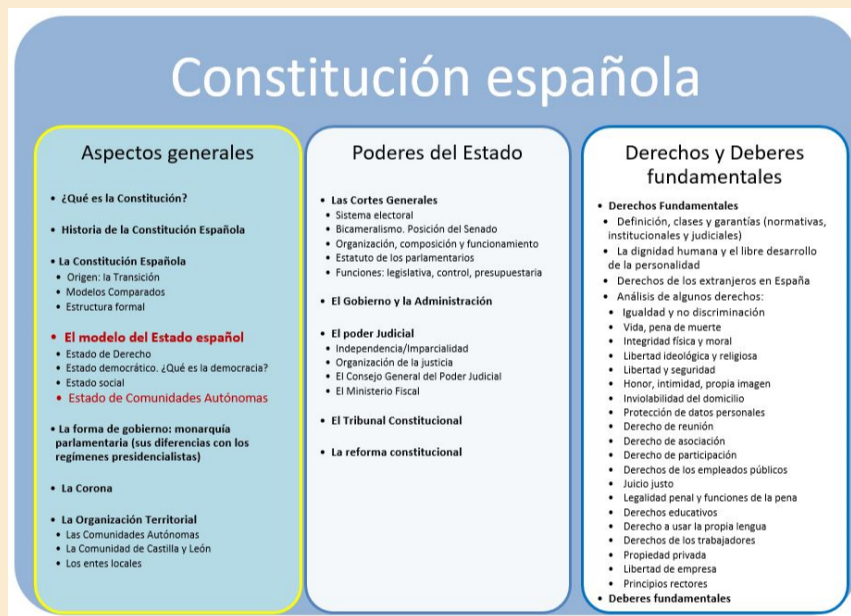 Constitución española
Aspectos generales
• ¿Qué es la Constitución?
• Historia de la Constitución Española
• La Constitución Española
• Origen: la Transición
• Modelos Comparados
• Estructura formal
• El modelo del Estado español
• Estado de Derecho
• Estado democrático. ¿Qué es la democracia?
• Estado social
• Estado de Comunidades Autónomas
• La forma de gobierno: monarquía
parlamentaria (sus diferencias con los
regímenes presidencialistas)
• La Corona
• La Organización Territorial
• Las Comunidades Autónomas
• La Comunidad de Castilla y León
• Los entes locales
Poderes del Estado
• Las Cortes Generales
• Sistema electoral
• Bicameralismo. Posición del Senado
• Organización, composición y funcionamiento
• Estatuto de los parlamentarios
• Funciones: legislativa, control, presupuestaria
• El Gobierno y la Administración
• El poder Judicial
• Independencia/Imparcialidad
• Organización de la justicia
• El Consejo General del Poder Judicial
• El Ministerio Fiscal
• El Tribunal Constitucional
• La reforma constitucional
Derechos y Deberes
fundamentales
• Derechos Fundamentales
• Definición, clases y garantías (normativas,
institucionales y judiciales)
• La dignidad humana y el libre desarrollo
de la personalidad
• Derechos de los extranjeros en España
• Análisis de algunos derechos:
• Igualdad y no discriminación
• Vida, pena de muerte
• Integridad física y moral
• Libertad ideológica y religiosa
• Libertad y seguridad
• Honor, intimidad, propia imagen
• Inviolabilidad del domicilio
• Protección de datos personales
• Derecho de reunión
• Derecho de asociación
• Derecho de participación
• Derechos de los empleados públicos
• Juicio justo
• Legalidad penal y funciones de la pena
• Derechos educativos
• Derecho a usar la propia lengua
• Derechos de los trabajadores
• Propiedad privada
• Libertad de empresa
• Principios rectores
• Deberes fundamentales